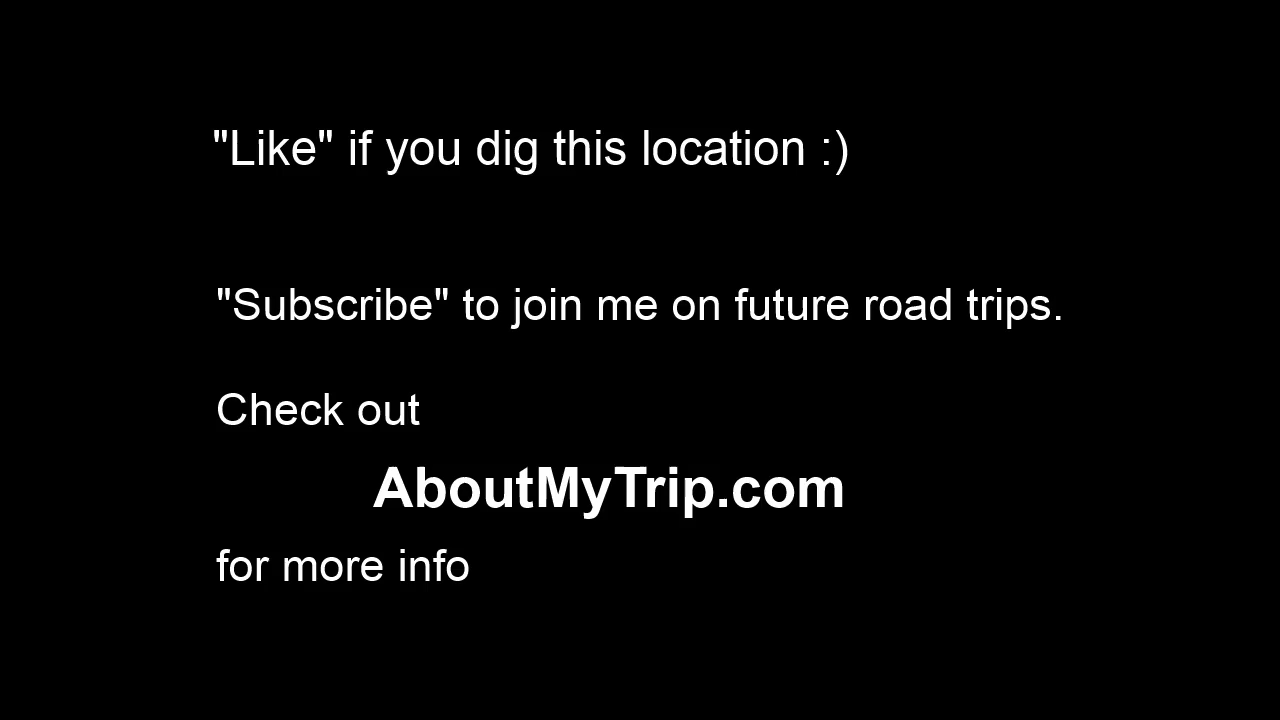 "Like" if you dig this location :)
"Subscribe" to join me on future road trips.
Check out
AboutMyTrip.com
for more info